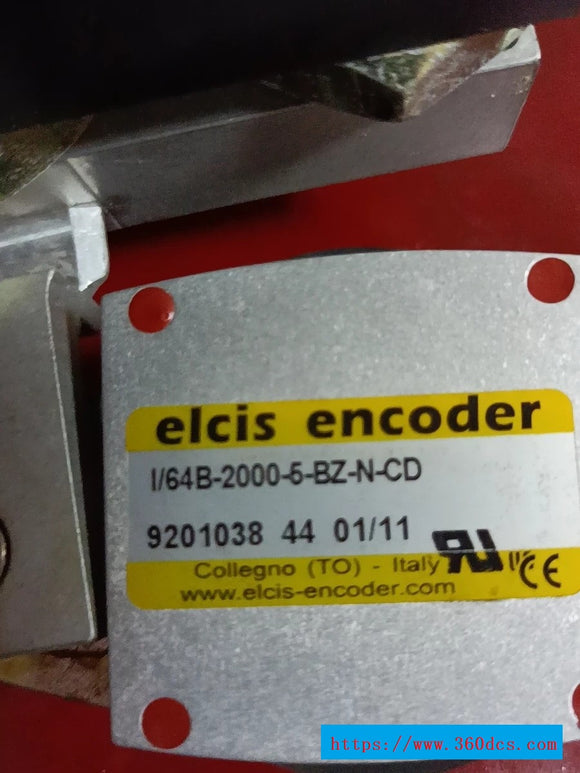 elcis encoder
I/64B-2000-5-BZ-N-CD
9201038 44 01/11
Collegno (TO) - Italy
www.elcis-encoder.com
https://www.360dcs.com